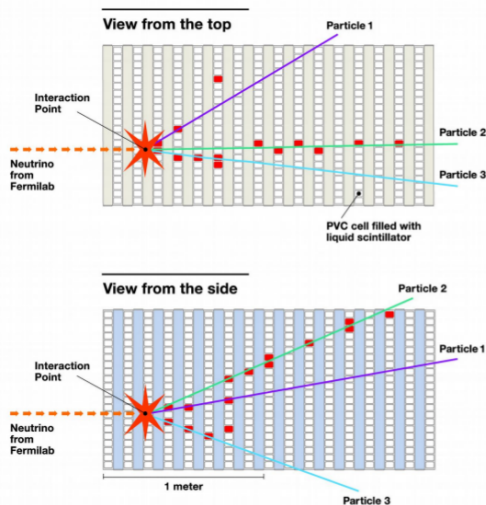 View from the top
Particle 1
Interaction
Point
Particle 2
Neutrino
from
Fermilab
Particle 3
PVC cell filled with
liquid scintillator
View from the side
Particle 2
Particle 1
Interaction
Point
Neutrino
from
Fermilab
1 meter
Particle 3